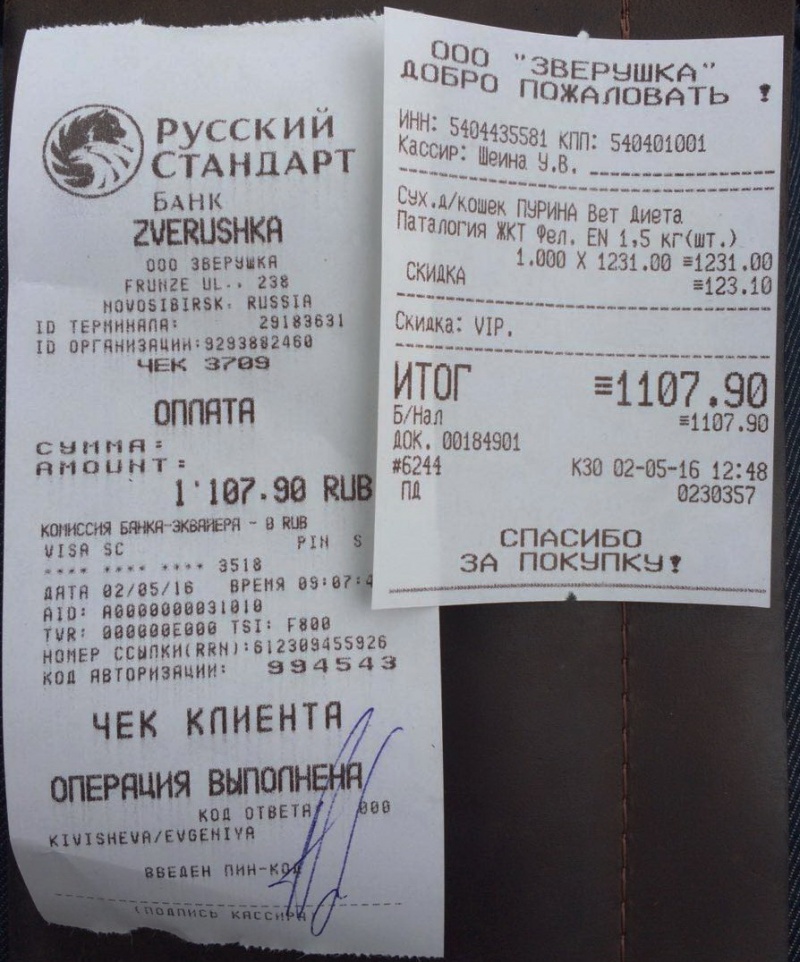 РУССКИЙ
СТАНДАРТ
БАНК
ZVERUSHKA
ООО ЗВЕРУШКА
FRUNZE UL., 238
NOVOSIBIRSK, RUSSIA
ID ТЕРМИНАЛА: 29183631
ID ОРГАНИЗАЦИИ:9293882460
ЧЕК 3709
ОПЛАТА
СУММА:
AMOUNT:
1'107.90 RUB
КОМИССИЯ БАНКА-ЭКВАЙЕРА - 0 RUB
VISA SC PIN S
**** **** **** 3518
ДАТА 02/05/16 ВРЕМЯ 09:07:4
AID: A0000000031010
TVR: 000000E000 TSI: F800
НОМЕР ССЫЛКИ(RRN):612309455926
КОД АВТОРИЗАЦИИ: 994543
ЧЕК КЛИЕНТА
ОПЕРАЦИЯ ВЫПОЛНЕНА
КОД ОТВЕТА 000
KIVISHEVA/EVGENIYA
ВВЕДЕН ПИН-КОД
(ПОДПИСЬ КАССИРА)
ООО "ЗВЕРУШКА"
ДОБРО ПОЖАЛОВАТЬ !
ИНН: 5404435581 КПП: 540401001
Кассир: Шеина У.В.
Сух.д/кошек ПУРИНА Вет Диета
Паталогия ЖКТ Фел. EN 1,5 кг(шт.)
1.000 X 1231.00 ≡1231.00
СКИДКА ≡123.10
Скидка: VIP,
ИТОГ ≡1107.90
Б/Нал ≡1107.90
ДОК. 00184901
#6244 К30 02-05-16 12:48
ПД 0230357
СПАСИБО
ЗА ПОКУПКУ!